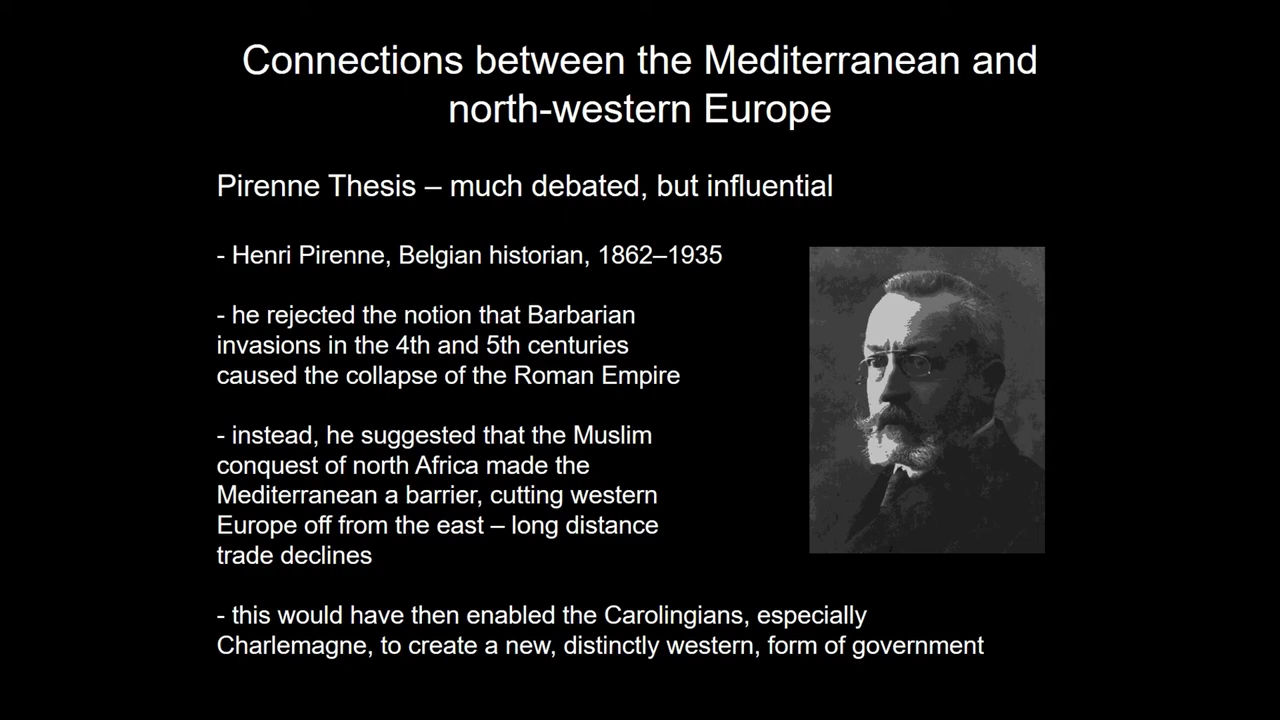 Connections between the Mediterranean and
north-western Europe
Pirenne Thesis – much debated, but influential
- Henri Pirenne, Belgian historian, 1862–1935
- he rejected the notion that Barbarian
invasions in the 4th and 5th centuries
caused the collapse of the Roman Empire
- instead, he suggested that the Muslim
conquest of north Africa made the
Mediterranean a barrier, cutting western
Europe off from the east – long distance
trade declines
- this would have then enabled the Carolingians, especially
Charlemagne, to create a new, distinctly western, form of government